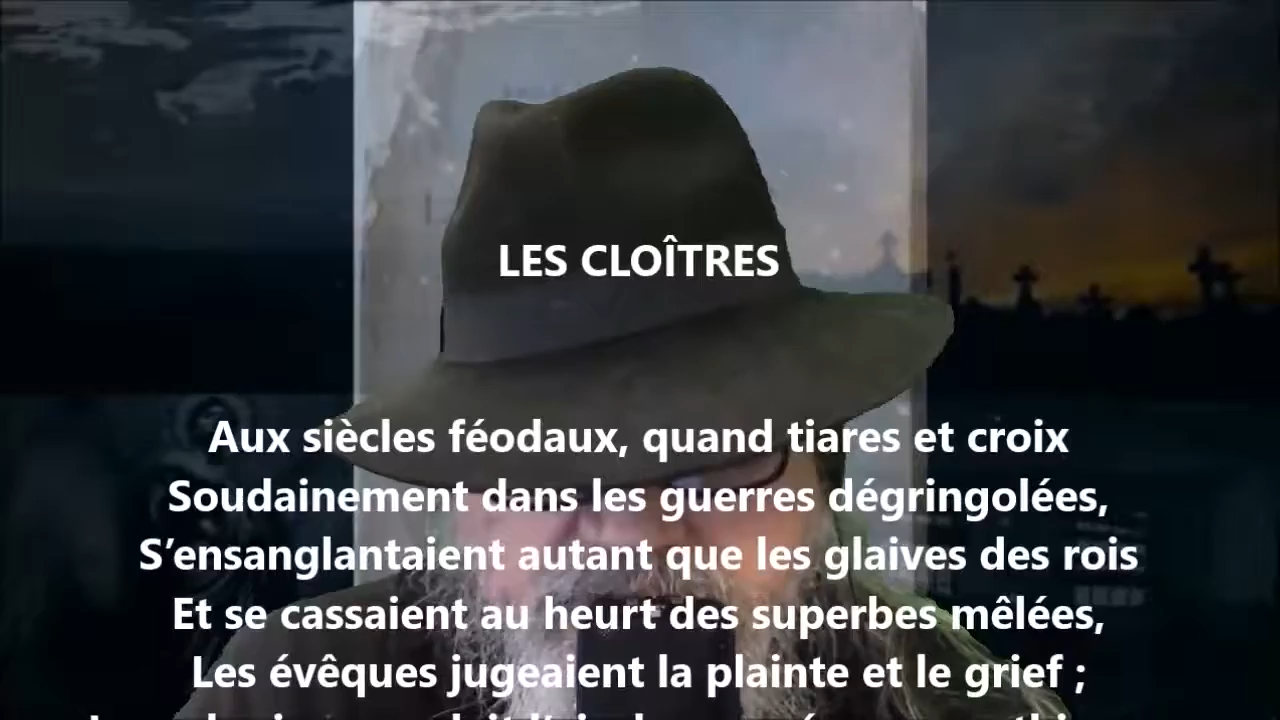 LES CLOÎTRES
Aux siècles féodaux, quand tiares et croix
Soudainement dans les guerres dégringolées,
S’ensanglantaient autant que les glaives des rois
Et se cassaient au heurt des superbes mêlées,
Les évêques jugeaient la plainte et le grief ;